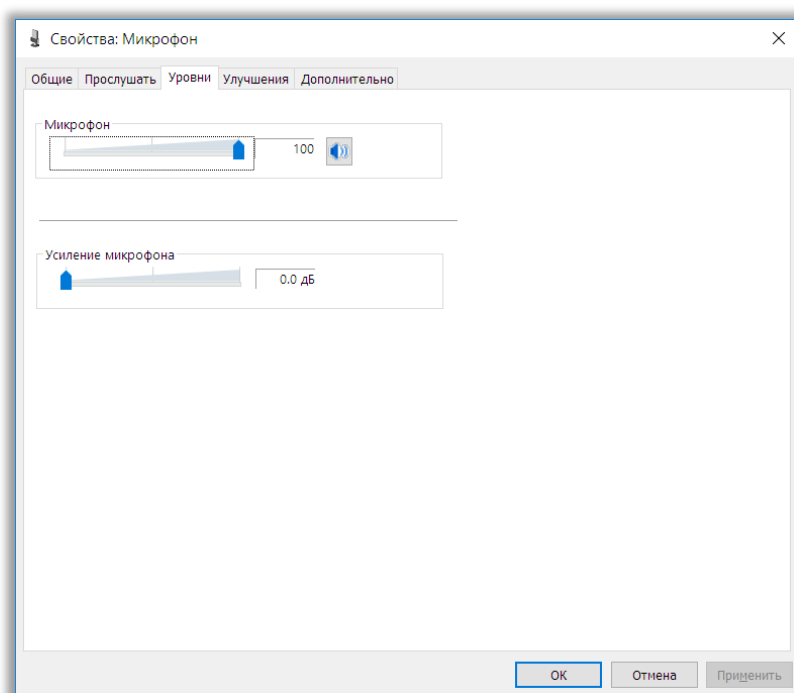 Свойства: Микрофон
Общие Прослушать Уровни Улучшения Дополнительно
Микрофон
100
Усиление микрофона
0.0 дБ
ОК Отмена Применить